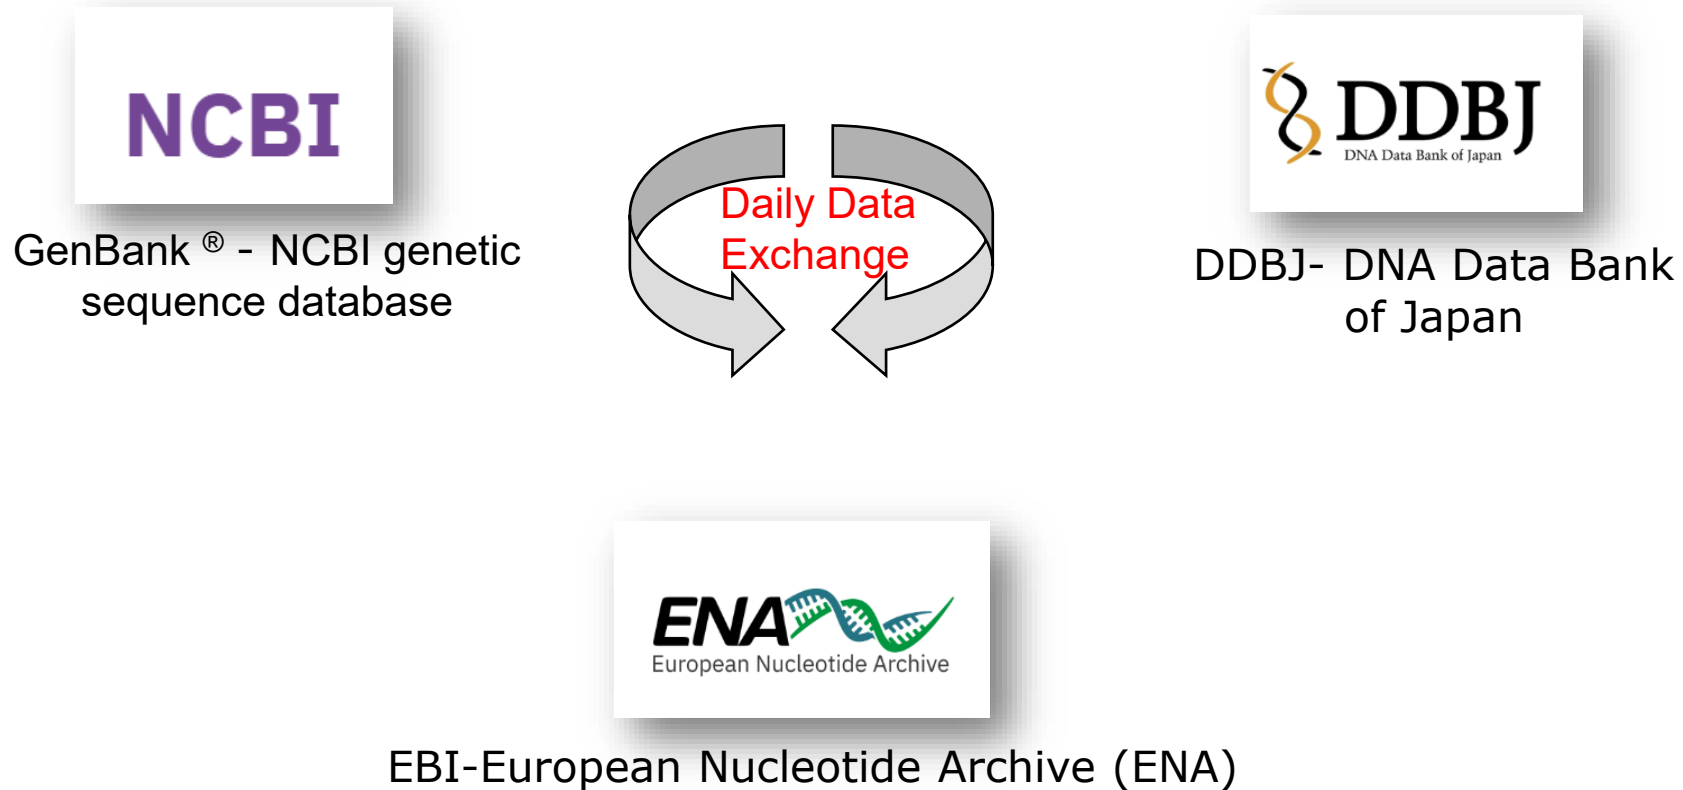 NCBI
GenBank ® - NCBI genetic
sequence database
Daily Data
Exchange
DDBJ
DNA Data Bank of Japan
DDBJ- DNA Data Bank
of Japan
ENA
European Nucleotide Archive
EBI-European Nucleotide Archive (ENA)